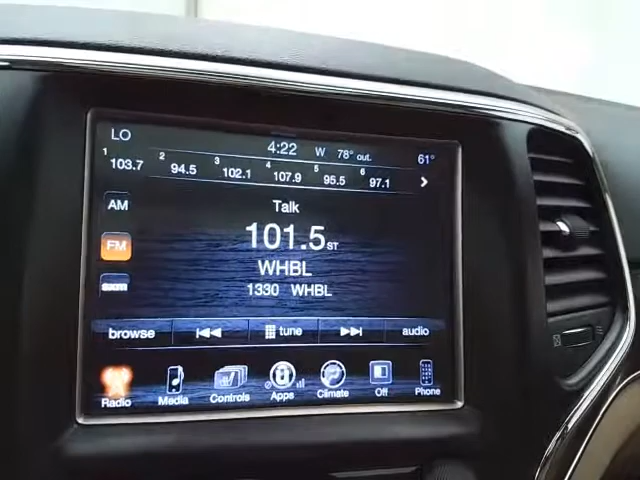 LO 4:22 W 78° out 61°
1 103.7 2 94.5 3 102.1 4 107.9 5 95.5 6 97.1
AM
FM
SXM
Talk
101.5 ST
WHBL
1330 WHBL
browse tune audio
Radio Media Controls Apps Climate Off Phone